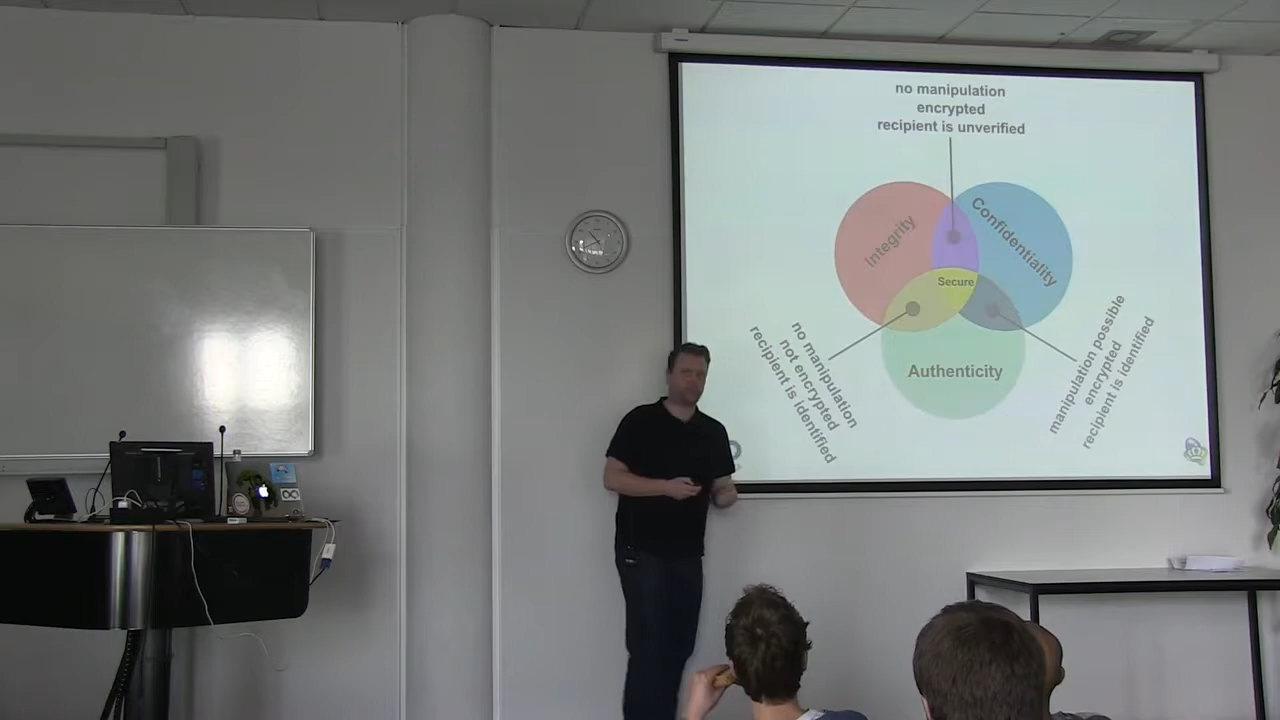 no manipulation
encrypted
recipient is unverified
Integrity
Confidentiality
Secure
Authenticity
no manipulation
not encrypted
recipient is identified
manipulation possible
encrypted
recipient is identified